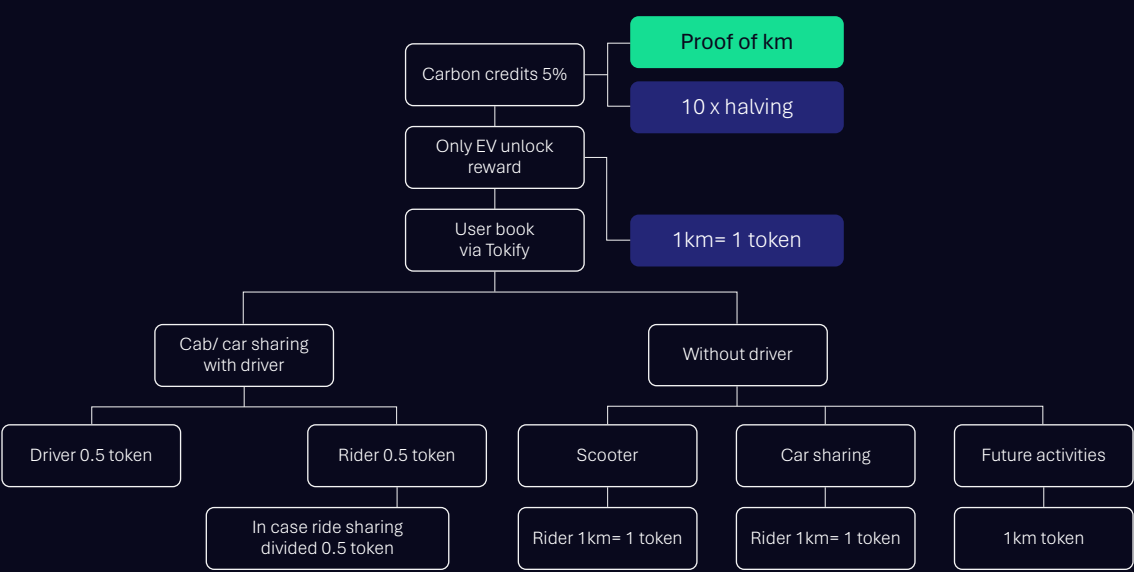 Proof of km
Carbon credits 5%
10 x halving
Only EV unlock
reward
User book
via Tokify
1km= 1 token
Cab/ car sharing
with driver
Without driver
Driver 0.5 token
Rider 0.5 token
Scooter
Car sharing
Future activities
In case ride sharing
divided 0.5 token
Rider 1km= 1 token
Rider 1km= 1 token
1km token